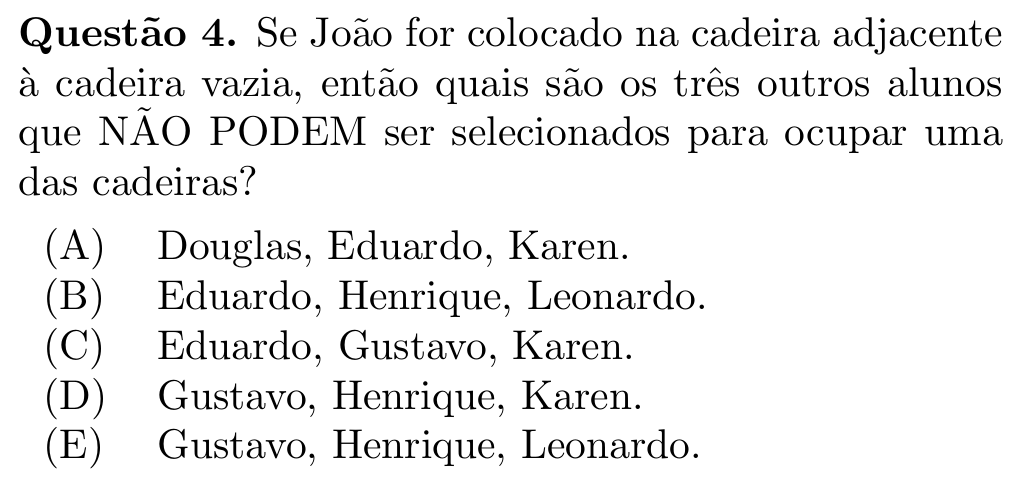 Questão 4. Se João for colocado na cadeira adjacente
à cadeira vazia, então quais são os três outros alunos
que NÃO PODEM ser selecionados para ocupar uma
das cadeiras?
(A) Douglas, Eduardo, Karen.
(B) Eduardo, Henrique, Leonardo.
(C) Eduardo, Gustavo, Karen.
(D) Gustavo, Henrique, Karen.
(E) Gustavo, Henrique, Leonardo.